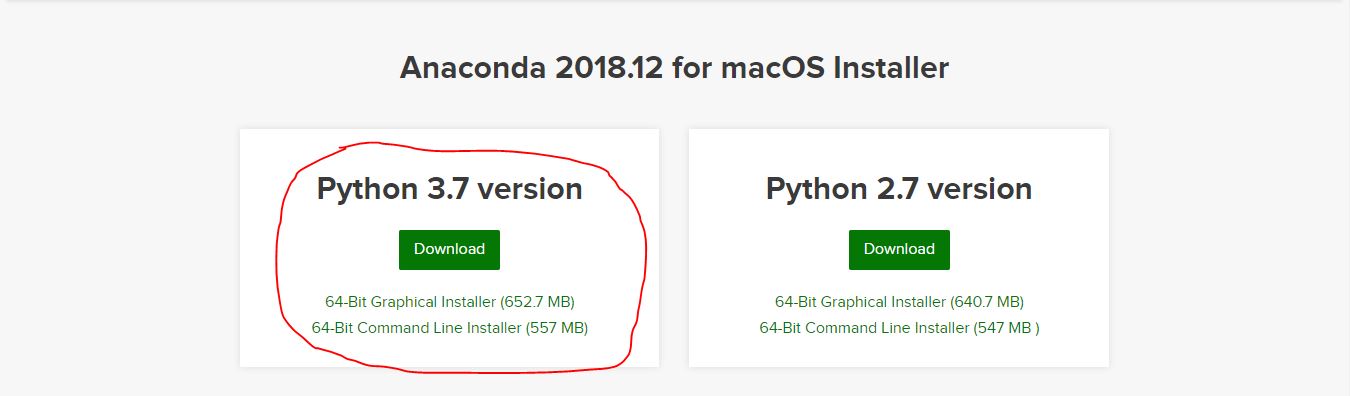 Anaconda 2018.12 for macOS Installer
Python 3.7 version
Download
64-Bit Graphical Installer (652.7 MB)
64-Bit Command Line Installer (557 MB)
Python 2.7 version
Download
64-Bit Graphical Installer (640.7 MB)
64-Bit Command Line Installer (547 MB )